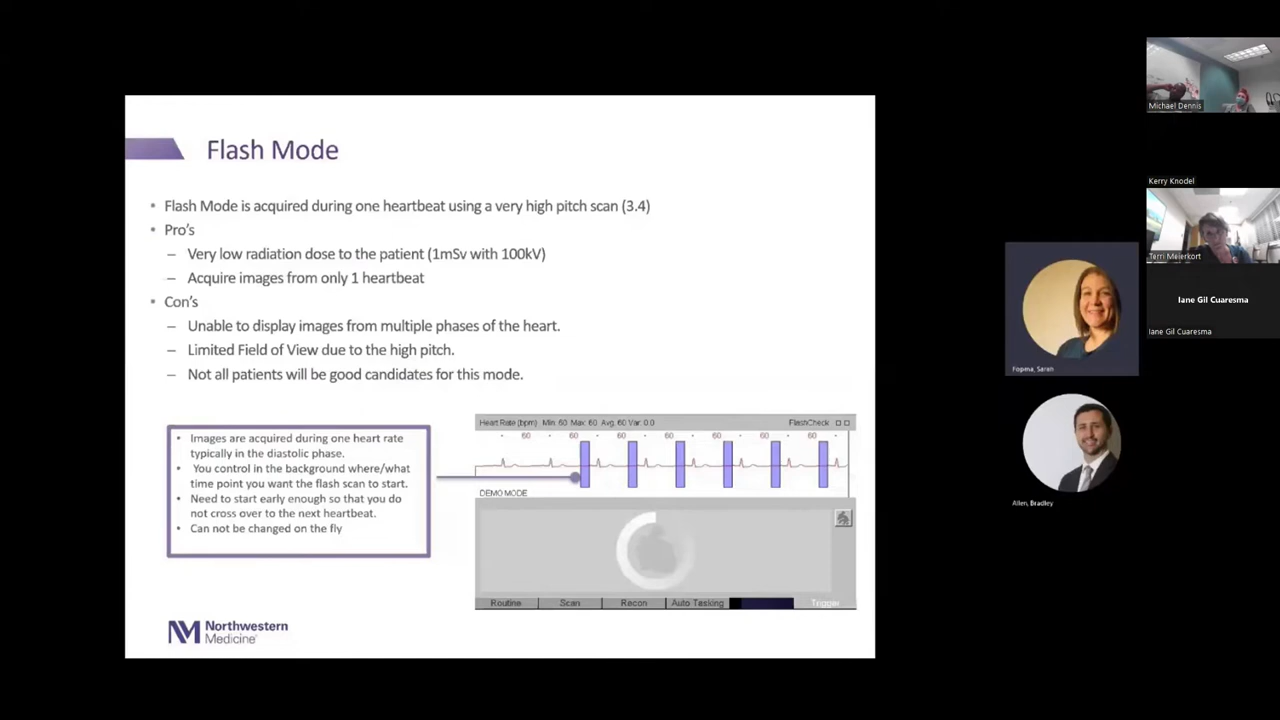 Flash Mode
• Flash Mode is acquired during one heartbeat using a very high pitch scan (3.4)
• Pro's
– Very low radiation dose to the patient (1mSv with 100kV)
– Acquire images from only 1 heartbeat
• Con's
– Unable to display images from multiple phases of the heart.
– Limited Field of View due to the high pitch.
– Not all patients will be good candidates for this mode.
• Images are acquired during one heart rate
typically in the diastolic phase.
• You control in the background where/what
time point you want the flash scan to start.
• Need to start early enough so that you do
not cross over to the next heartbeat.
• Can not be changed on the fly
Heart Rate (bpm) Min: 60 Max: 60 Avg. 60 Var: 0.0 FlashCheck
60 60 60 60 60 60 60
DEMO MODE
Routine Scan Recon Auto Tasking Trigger
Northwestern
Medicine
Michael Dennis
Kerry Knodel
Terri Meierkort
Iane Gil Cuaresma
Iane Gil Cuaresma
Fopma, Sarah
Allen, Bradley